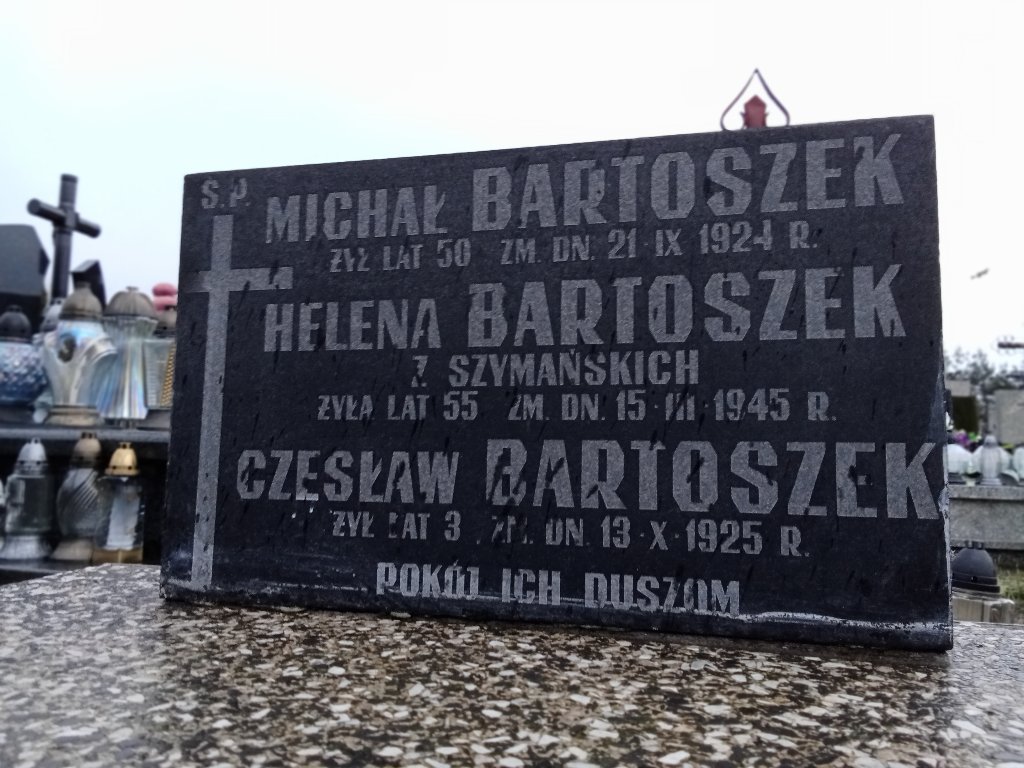 Ś.P. MICHAŁ BARTOSZEK
ŻYŁ LAT 50 ZM. DN. 21·IX 1924 R.
HELENA BARTOSZEK
Z SZYMAŃSKICH
ŻYŁA LAT 55 ZM. DN. 15·III·1945 R.
CZESŁAW BARTOSZEK
ŻYŁ LAT 3 ZM. DN. 13·X·1925 R.
POKÓJ ICH DUSZOM